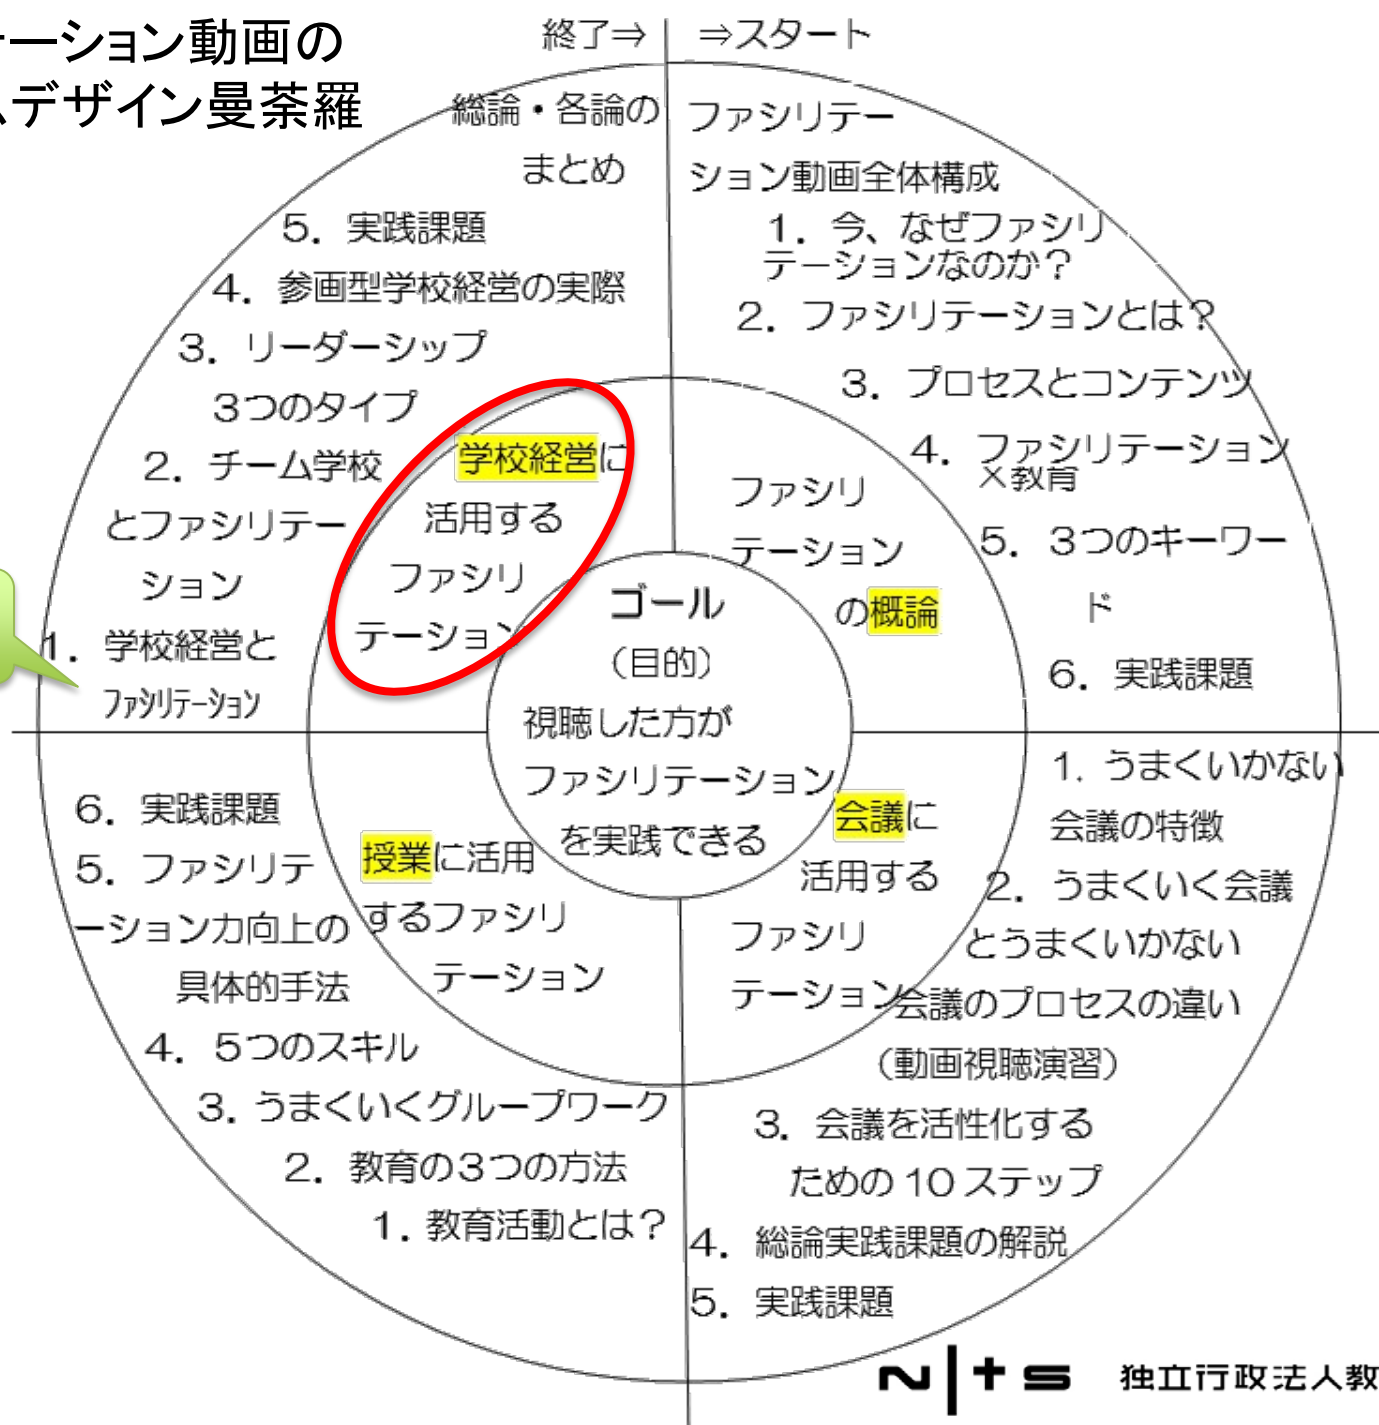 ーション動画の
ムデザイン曼荼羅
終了⇒
⇒スタート
ファシリテー
ション動画全体構成
1．今、なぜファシリ
テーションなのか？
2．ファシリテーションとは？
3．プロセスとコンテンツ
4．ファシリテーション
×教育
5．3つのキーワー
ド
6．実践課題
ファシリ
テーション
の概論
1．うまくいかない
会議の特徴
2．うまくいく会議
とうまくいかない
会議のプロセスの違い
（動画視聴演習）
3．会議を活性化する
ための10ステップ
4．総論実践課題の解説
5．実践課題
会議に
活用する
ファシリ
テーション
6．実践課題
5．ファシリテ
ーション力向上の
具体的手法
4．5つのスキル
3．うまくいくグループワーク
2．教育の3つの方法
1．教育活動とは？
授業に活用
するファシリ
テーション
総論・各論の
まとめ
5．実践課題
4．参画型学校経営の実際
3．リーダーシップ
3つのタイプ
2．チーム学校
とファシリテー
ション
1．学校経営と
ファシリテーション
学校経営に
活用する
ファシリ
テーション
ゴール
（目的）
視聴した方が
ファシリテーション
を実践できる
N|+S 独立行政法人教